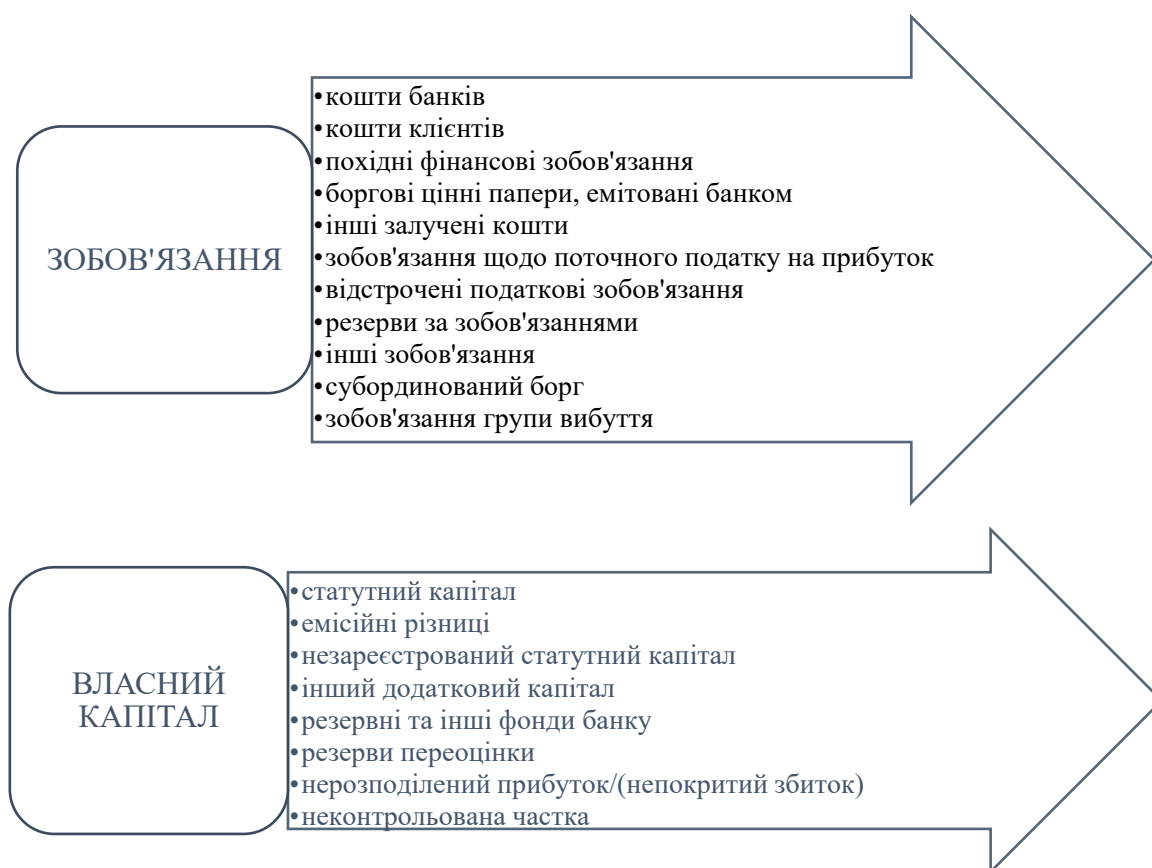 ЗОБОВ'ЯЗАННЯ
•кошти банків
•кошти клієнтів
•похідні фінансові зобов'язання
•боргові цінні папери, емітовані банком
•інші залучені кошти
•зобов'язання щодо поточного податку на прибуток
•відстрочені податкові зобов'язання
•резерви за зобов'язаннями
•інші зобов'язання
•субординований борг
•зобов'язання групи вибуття
ВЛАСНИЙ
КАПІТАЛ
•статутний капітал
•емісійні різниці
•незареєстрований статутний капітал
•інший додатковий капітал
•резервні та інші фонди банку
•резерви переоцінки
•нерозподілений прибуток/(непокритий збиток)
•неконтрольована частка